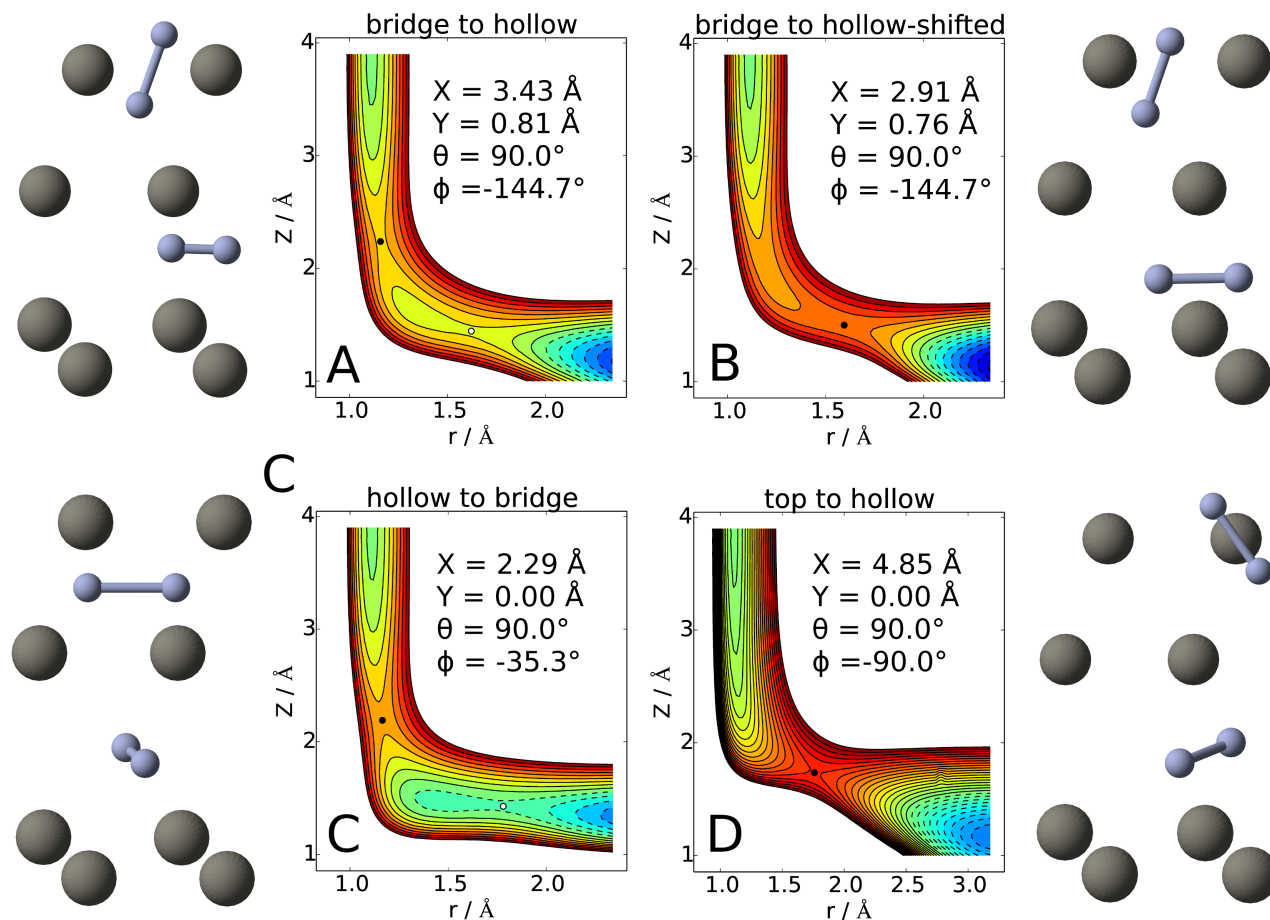 bridge to hollow
4
3
2
1
Z / Å
X = 3.43 Å
Y = 0.81 Å
θ = 90.0°
ϕ =-144.7°
A
1.0
1.5
2.0
r / Å
bridge to hollow-shifted
4
3
2
1
Z / Å
X = 2.91 Å
Y = 0.76 Å
θ = 90.0°
ϕ = -144.7°
B
1.0
1.5
2.0
r / Å
C
hollow to bridge
4
3
2
1
Z / Å
X = 2.29 Å
Y = 0.00 Å
θ = 90.0°
ϕ = -35.3°
C
1.0
1.5
2.0
r / Å
top to hollow
4
3
2
1
Z / Å
X = 4.85 Å
Y = 0.00 Å
θ = 90.0°
ϕ =-90.0°
D
1.0
1.5
2.0
2.5
3.0
r / Å